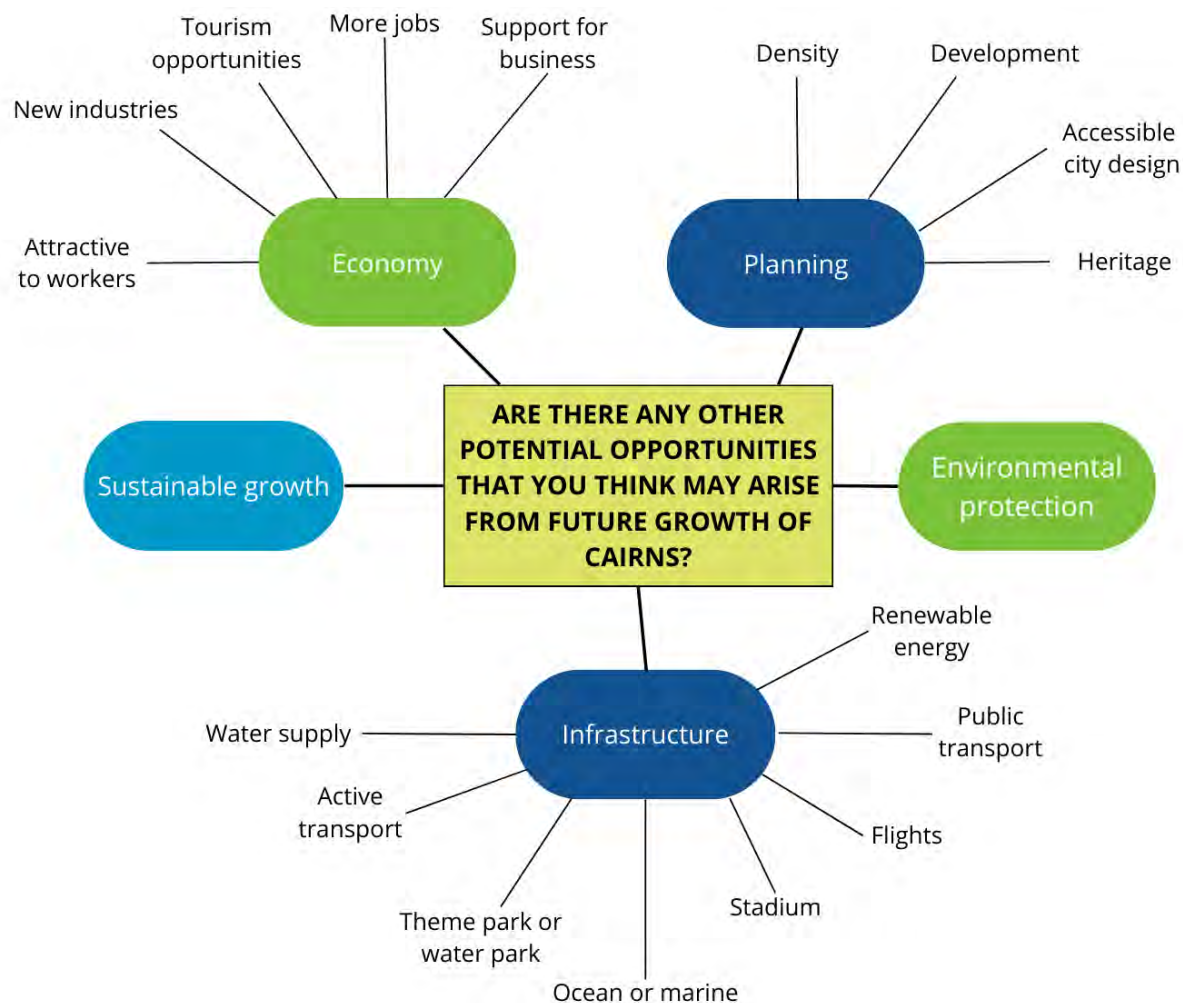 Tourism
opportunities
More jobs
Support for
business
New industries
Attractive
to workers
Economy
Density
Development
Accessible
city design
Heritage
Planning
ARE THERE ANY OTHER
POTENTIAL OPPORTUNITIES
THAT YOU THINK MAY ARISE
FROM FUTURE GROWTH OF
CAIRNS?
Sustainable growth
Environmental
protection
Infrastructure
Renewable
energy
Public
transport
Flights
Stadium
Ocean or marine
Theme park or
water park
Active
transport
Water supply